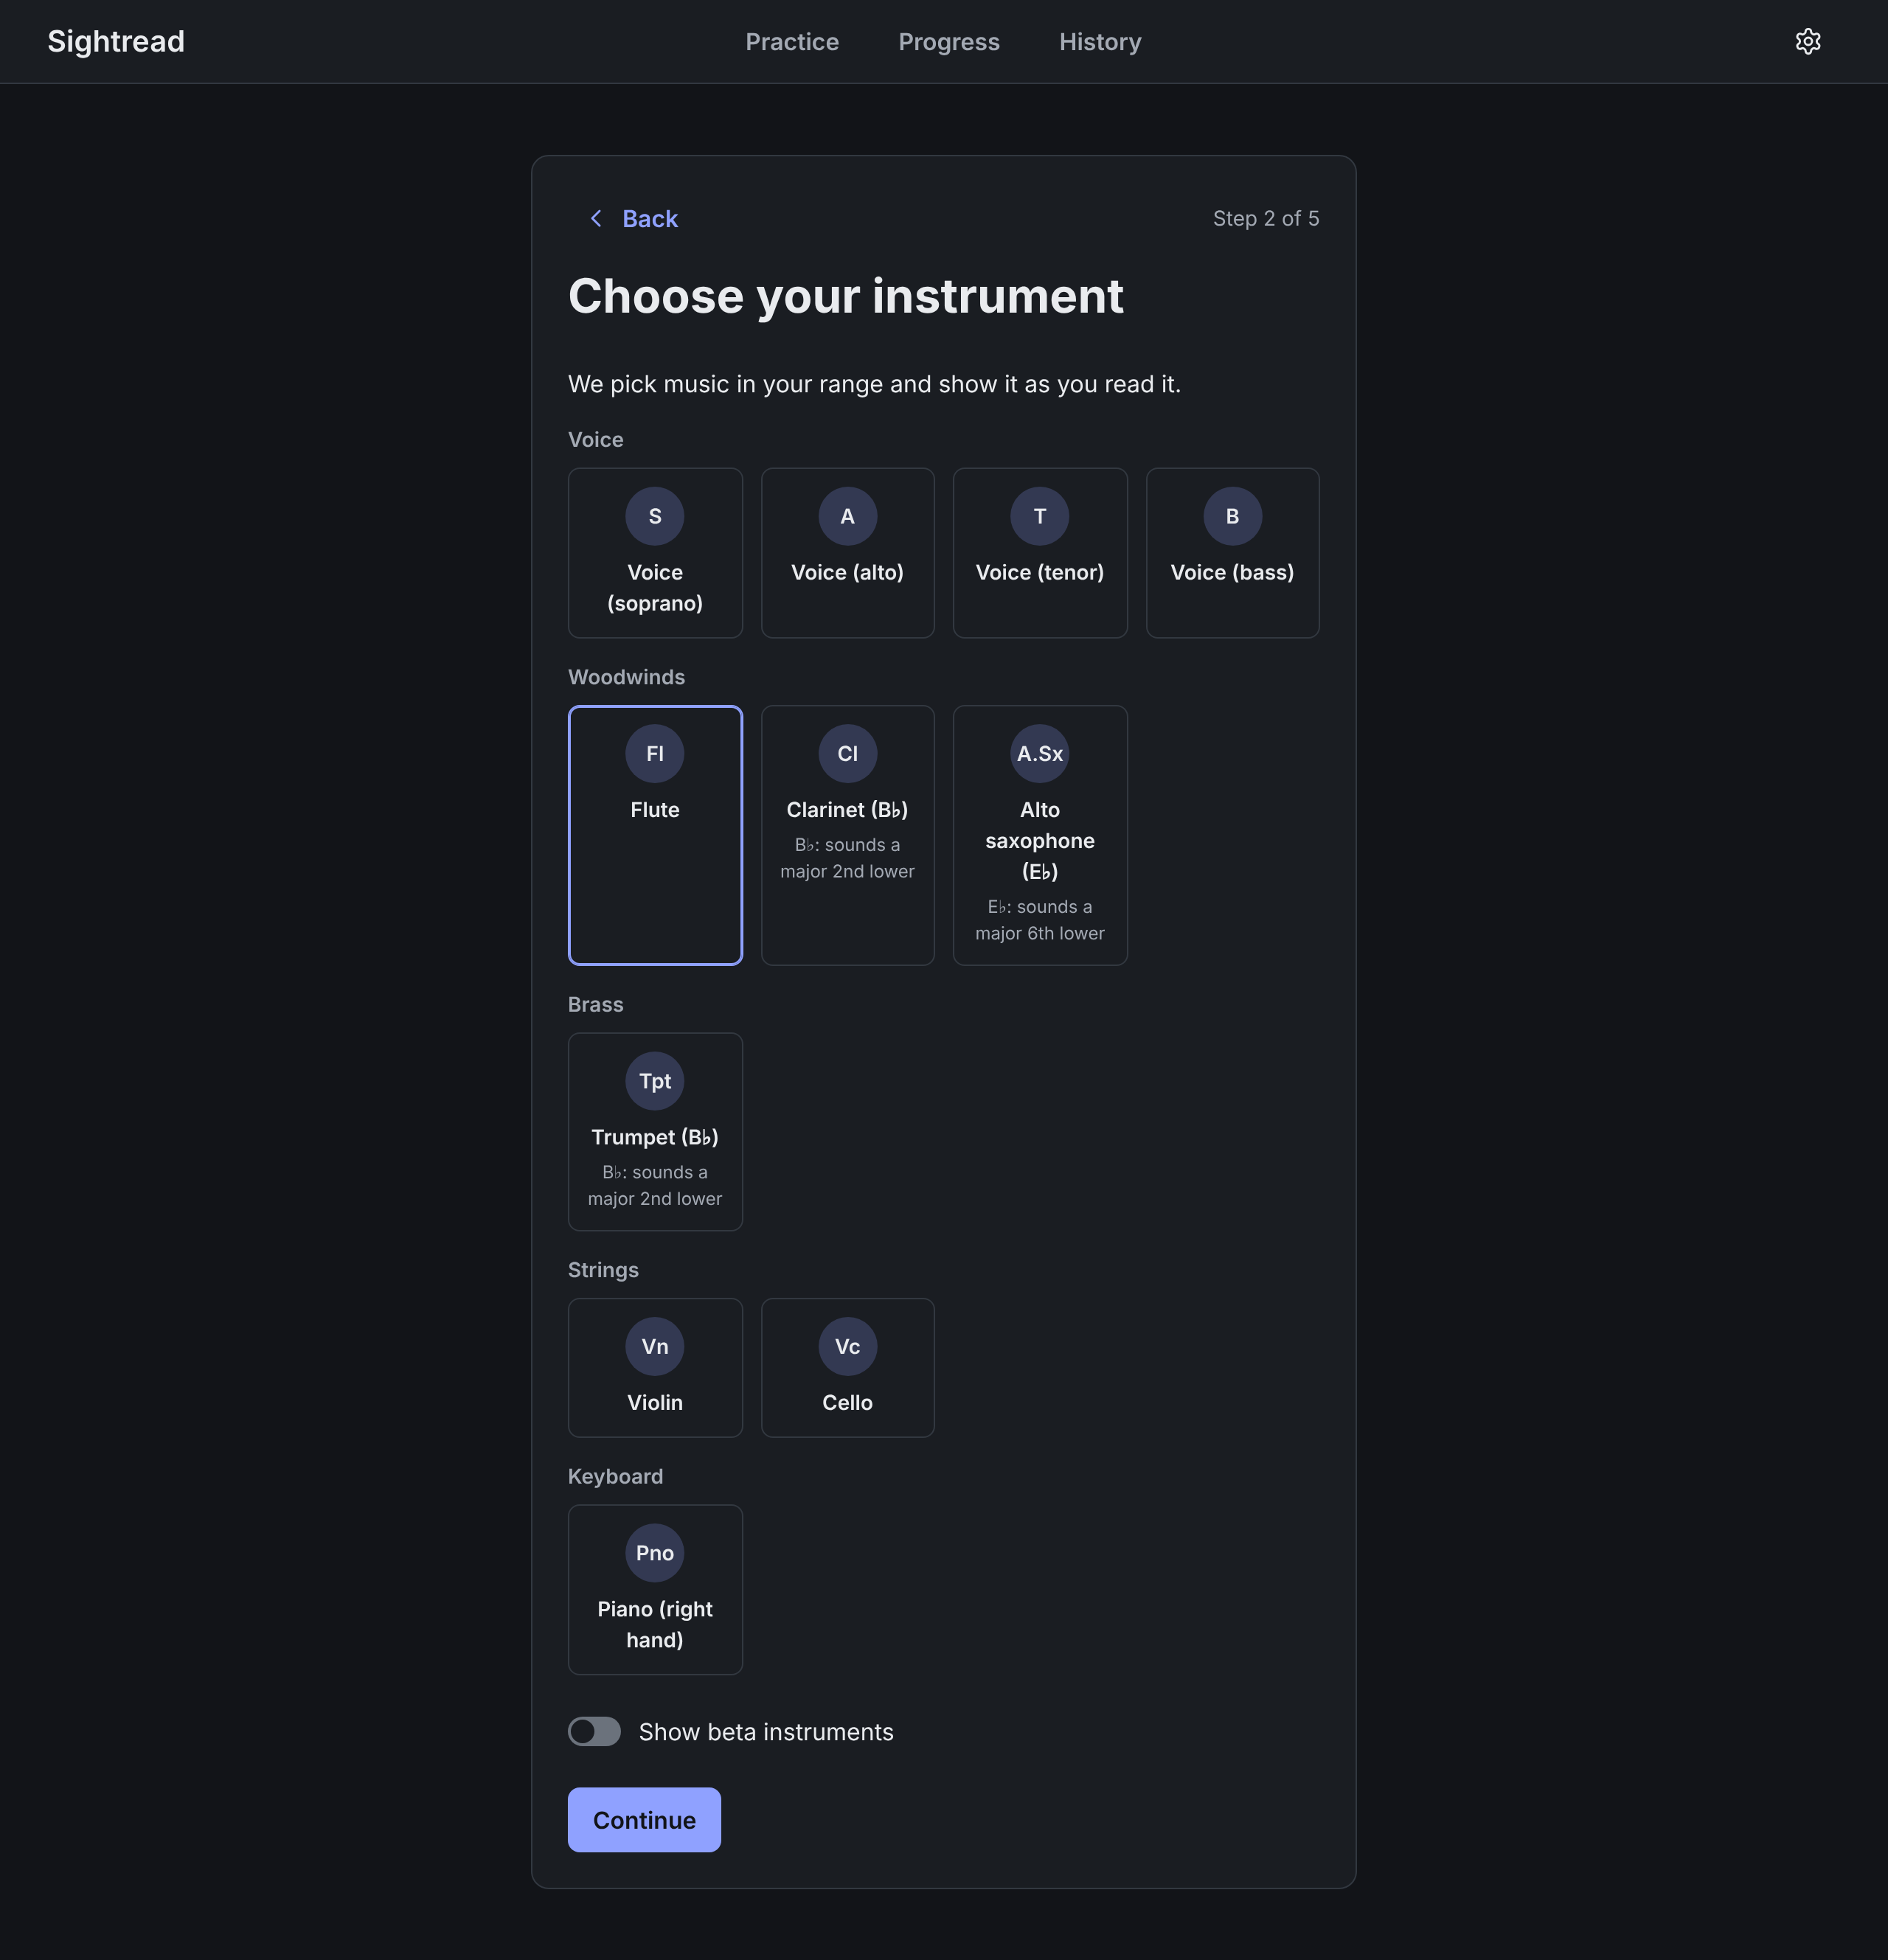 Sightread
Practice
Progress
History
Back
Step 2 of 5
Choose your instrument
We pick music in your range and show it as you read it.
Voice
S
Voice
(soprano)
A
Voice (alto)
T
Voice (tenor)
B
Voice (bass)
Woodwinds
Fl
Flute
Cl
Clarinet (B♭)
B♭: sounds a
major 2nd lower
A.Sx
Alto
saxophone
(E♭)
E♭: sounds a
major 6th lower
Brass
Tpt
Trumpet (B♭)
B♭: sounds a
major 2nd lower
Strings
Vn
Violin
Vc
Cello
Keyboard
Pno
Piano (right
hand)
Show beta instruments
Continue